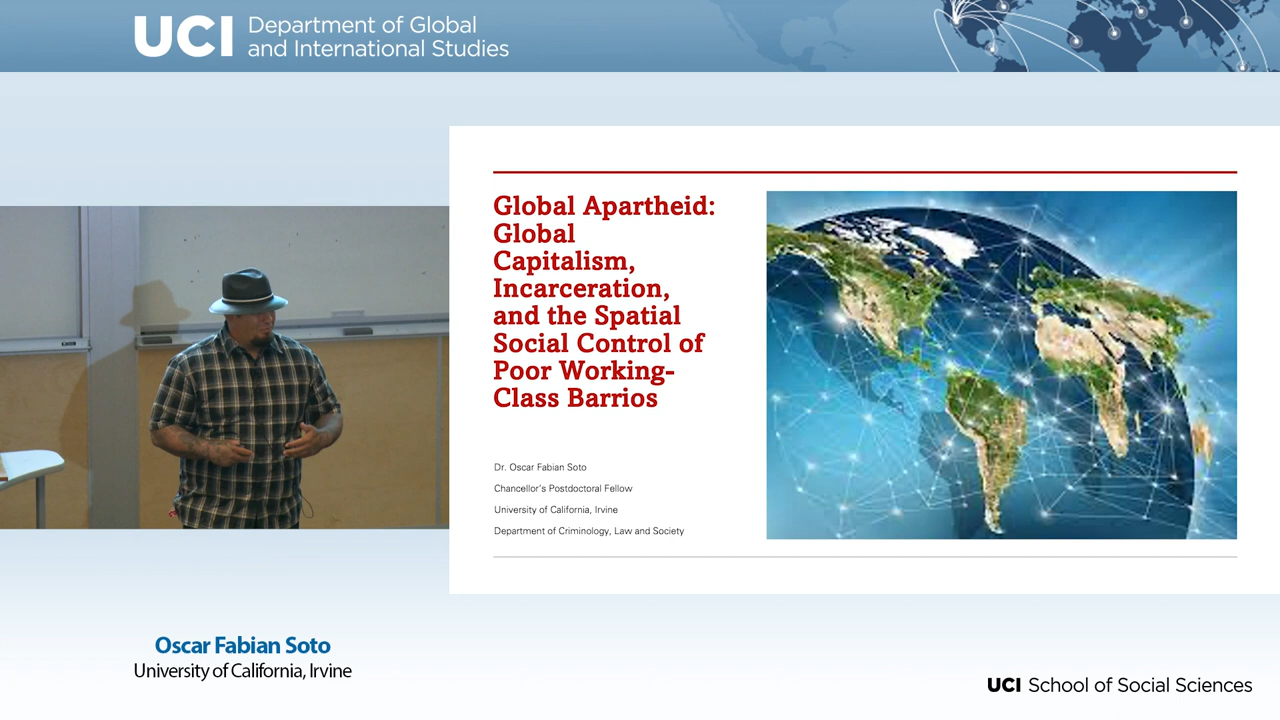 UCI Department of Global
and International Studies
Global Apartheid:
Global
Capitalism,
Incarceration,
and the Spatial
Social Control of
Poor Working-
Class Barrios
Dr. Oscar Fabian Soto
Chancellor's Postdoctoral Fellow
University of California, Irvine
Department of Criminology, Law and Society
Oscar Fabian Soto
University of California, Irvine
UCI School of Social Sciences